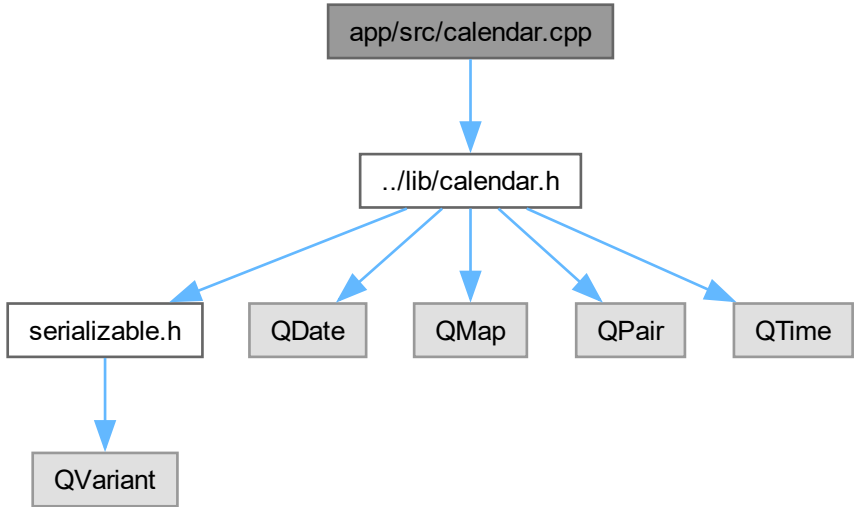 app/src/calendar.cpp
../lib/calendar.h
serializable.h
QDate
QMap
QPair
QTime
QVariant